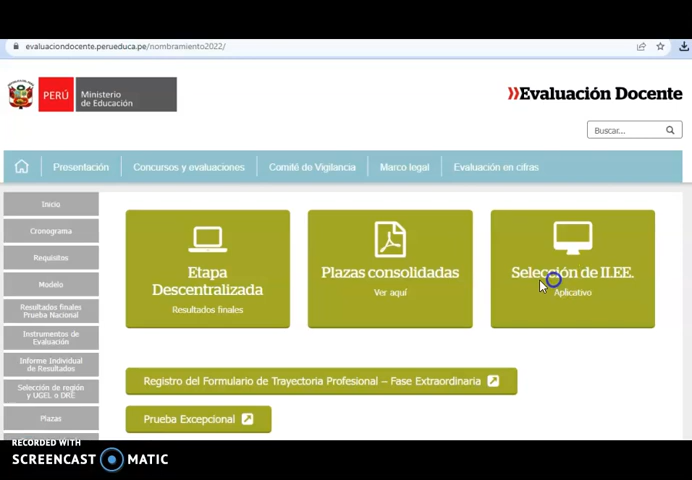 evaluaciondocente.perueduca.pe/nombramiento2022/
PERÚ
Ministerio
de Educación
Evaluación Docente
Buscar...
Presentación
Concursos y evaluaciones
Comité de Vigilancia
Marco legal
Evaluación en cifras
Inicio
Cronograma
Requisitos
Modelo
Resultados finales
Prueba Nacional
Instrumentos de
Evaluación
Informe Individual
de Resultados
Selección de región
y UGEL o DRE
Plazas
Etapa
Descentralizada
Resultados finales
Plazas consolidadas
Ver aquí
Selección de II.EE.
Aplicativo
Registro del Formulario de Trayectoria Profesional – Fase Extraordinaria
Prueba Excepcional
RECORDED WITH
SCREENCAST MATIC